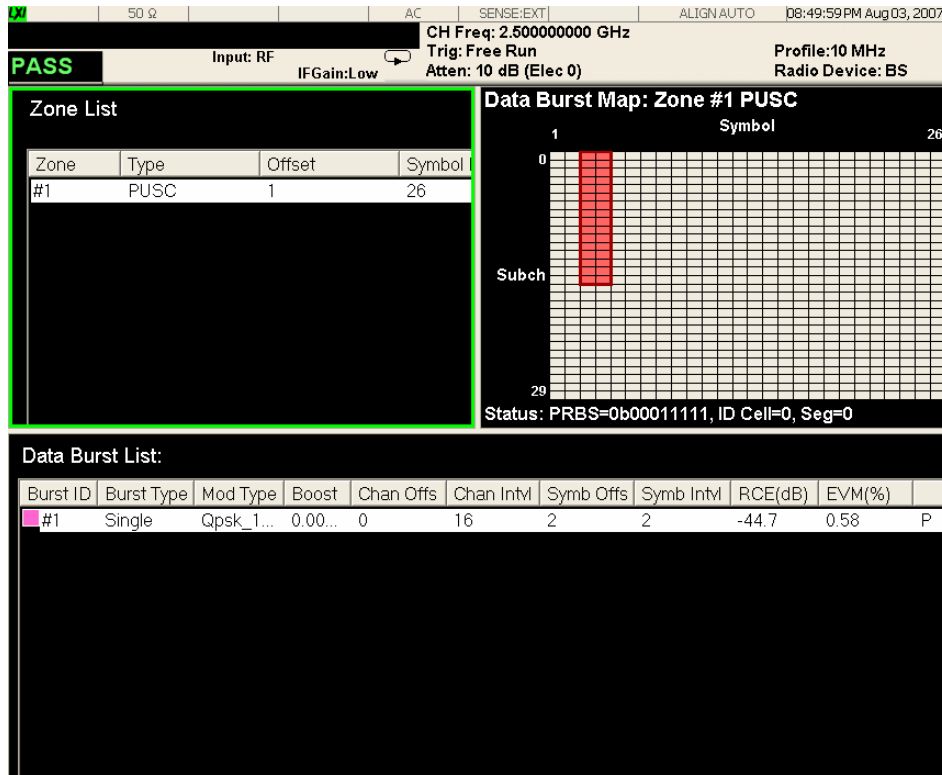 LXI 50 Ω AC SENSE:EXT ALIGN AUTO 08:49:59 PM Aug 03, 2007
CH Freq: 2.500000000 GHz
Input: RF Trig: Free Run Profile:10 MHz
PASS IFGain:Low Atten: 10 dB (Elec 0) Radio Device: BS
Zone List
Zone Type Offset Symbol
#1 PUSC 1 26
Data Burst Map: Zone #1 PUSC
Symbol
1 26
0
Subch
29
Status: PRBS=0b00011111, ID Cell=0, Seg=0
Data Burst List:
Burst ID Burst Type Mod Type Boost Chan Offs Chan Intvl Symb Offs Symb Intvl RCE(dB) EVM(%)
#1 Single Qpsk_1... 0.00... 0 16 2 2 -44.7 0.58 P